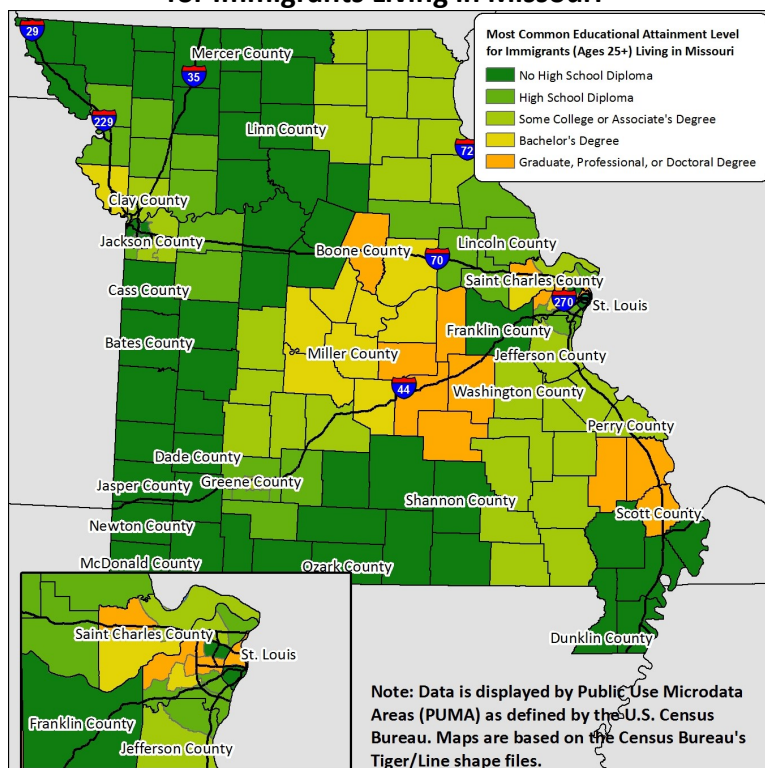 for Immigrants Living in Missouri
Most Common Educational Attainment Level
for Immigrants (Ages 25+) Living in Missouri
No High School Diploma
High School Diploma
Some College or Associate's Degree
Bachelor's Degree
Graduate, Professional, or Doctoral Degree
29
Mercer County
35
229
Linn County
72
Clay County
Jackson County
Boone County
70
Lincoln County
Cass County
Saint Charles County
270
St. Louis
Bates County
Franklin County
Miller County
Jefferson County
44
Washington County
Perry County
Dade County
Jasper County
Greene County
Shannon County
Scott County
Newton County
McDonald County
Ozark County
Dunklin County
Saint Charles County
St. Louis
Franklin County
Jefferson County
Note: Data is displayed by Public Use Microdata
Areas (PUMA) as defined by the U.S. Census
Bureau. Maps are based on the Census Bureau's
Tiger/Line shape files.